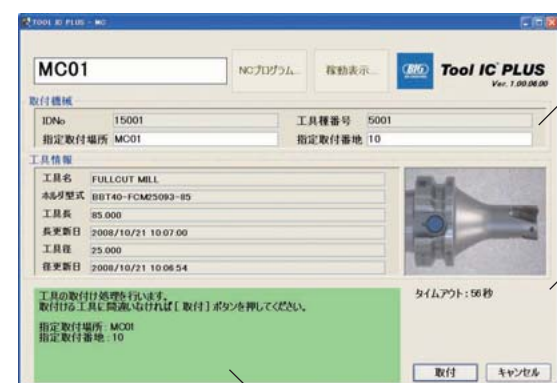 TOOL IC PLUS - MC
MC01
NCプログラム...
稼動表示...
BIG
Tool IC PLUS
Ver. 1.00.06.00
取付機械
IDNo 15001 工具種番号 5001
指定取付場所 MC01 指定取付番地 10
工具情報
工具名 FULLCUT MILL
ホルダ型式 BBT40-FCM25093-85
工具長 85.000
長更新日 2008/10/21 10:07:00
工具径 25.000
径更新日 2008/10/21 10:06:54
工具の取付け処理を行います。
取付ける工具に間違いなければ[取付]ボタンを押してください。
指定取付場所: MC01
指定取付番地: 10
タイムアウト: 56秒
取付 キャンセル